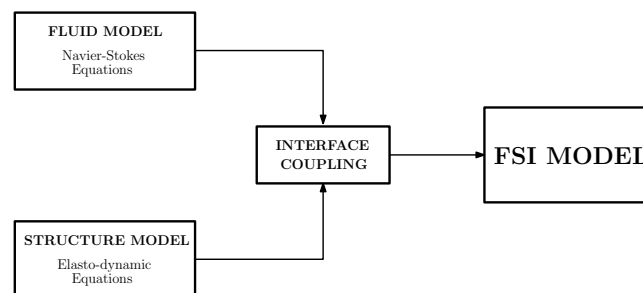 FLUID MODEL
Navier-Stokes
Equations
INTERFACE
COUPLING
FSI MODEL
STRUCTURE MODEL
Elasto-dynamic
Equations